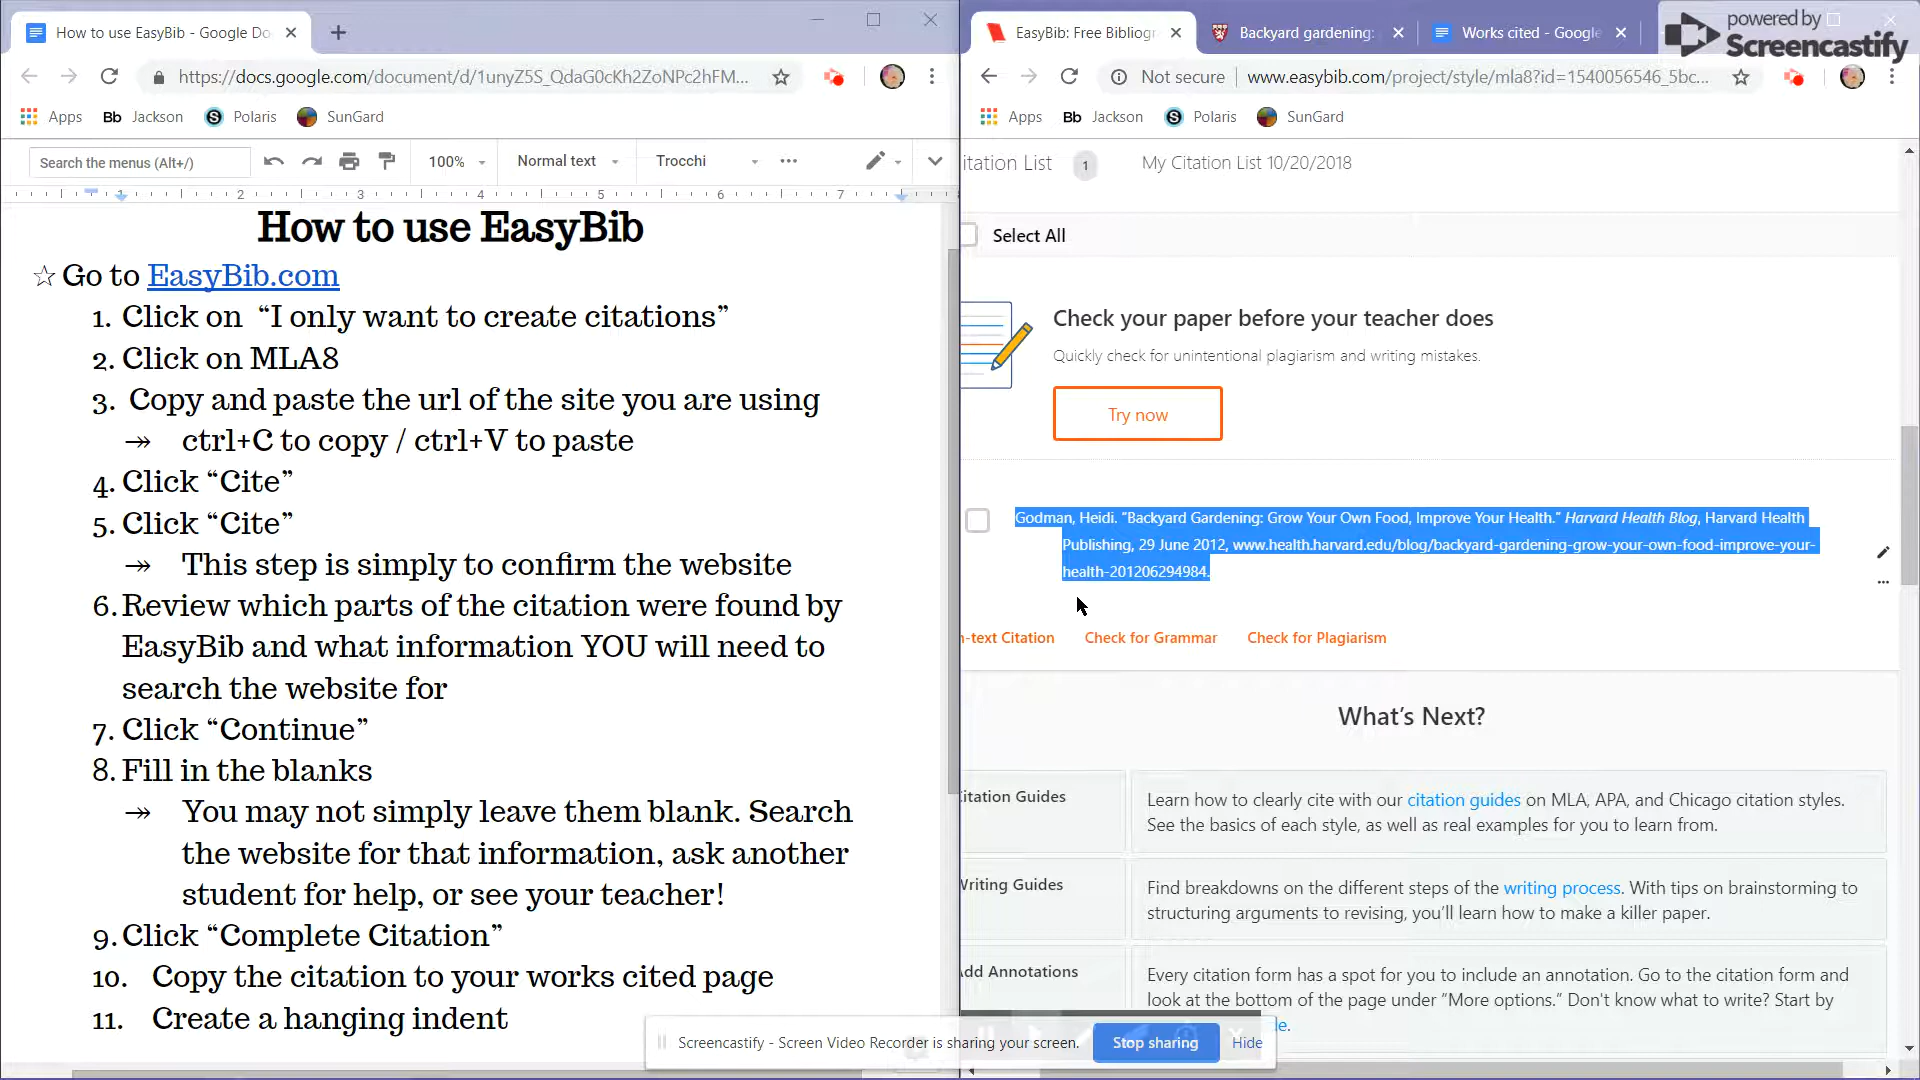 How to use EasyBib - Google Do
https://docs.google.com/document/d/1unyZ5S_QdaG0cKh2ZoNPc2hFM...
Apps Bb Jackson Polaris SunGard
Search the menus (Alt+/) 100% Normal text Trocchi
1 2 3 4 5 6 7
How to use EasyBib
☆ Go to EasyBib.com
1. Click on “I only want to create citations”
2. Click on MLA8
3. Copy and paste the url of the site you are using
↠ ctrl+C to copy / ctrl+V to paste
4. Click “Cite”
5. Click “Cite”
↠ This step is simply to confirm the website
6. Review which parts of the citation were found by
EasyBib and what information YOU will need to
search the website for
7. Click “Continue”
8. Fill in the blanks
↠ You may not simply leave them blank. Search
the website for that information, ask another
student for help, or see your teacher!
9. Click “Complete Citation”
10. Copy the citation to your works cited page
11. Create a hanging indent
EasyBib: Free Bibliogr Backyard gardening: Works cited - Google
powered by
Screencastify
Not secure www.easybib.com/project/style/mla8?id=1540056546_5bc...
Apps Bb Jackson Polaris SunGard
itation List 1 My Citation List 10/20/2018
Select All
Check your paper before your teacher does
Quickly check for unintentional plagiarism and writing mistakes.
Try now
Godman, Heidi. “Backyard Gardening: Grow Your Own Food, Improve Your Health.” Harvard Health Blog, Harvard Health
Publishing, 29 June 2012, www.health.harvard.edu/blog/backyard-gardening-grow-your-own-food-improve-your-
health-201206294984.
n-text Citation Check for Grammar Check for Plagiarism
What’s Next?
itation Guides
Learn how to clearly cite with our citation guides on MLA, APA, and Chicago citation styles.
See the basics of each style, as well as real examples for you to learn from.
Writing Guides
Find breakdowns on the different steps of the writing process. With tips on brainstorming to
structuring arguments to revising, you’ll learn how to make a killer paper.
Add Annotations
Every citation form has a spot for you to include an annotation. Go to the citation form and
look at the bottom of the page under “More options.” Don't know what to write? Start by
de.
Screencastify - Screen Video Recorder is sharing your screen. Stop sharing Hide